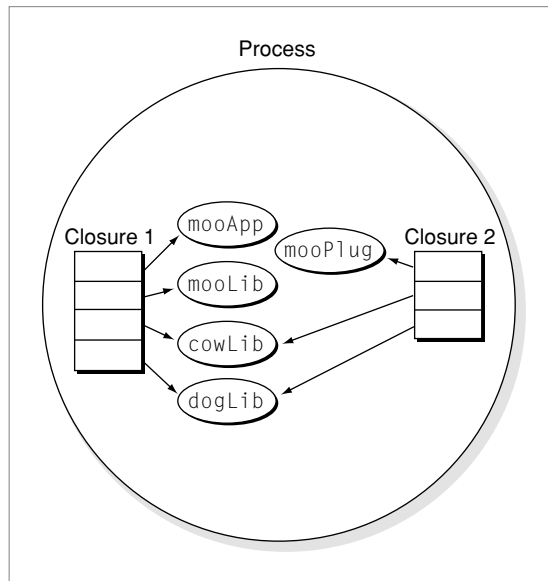 Process
mooApp
Closure 1
mooPlug
Closure 2
mooLib
cowLib
dogLib